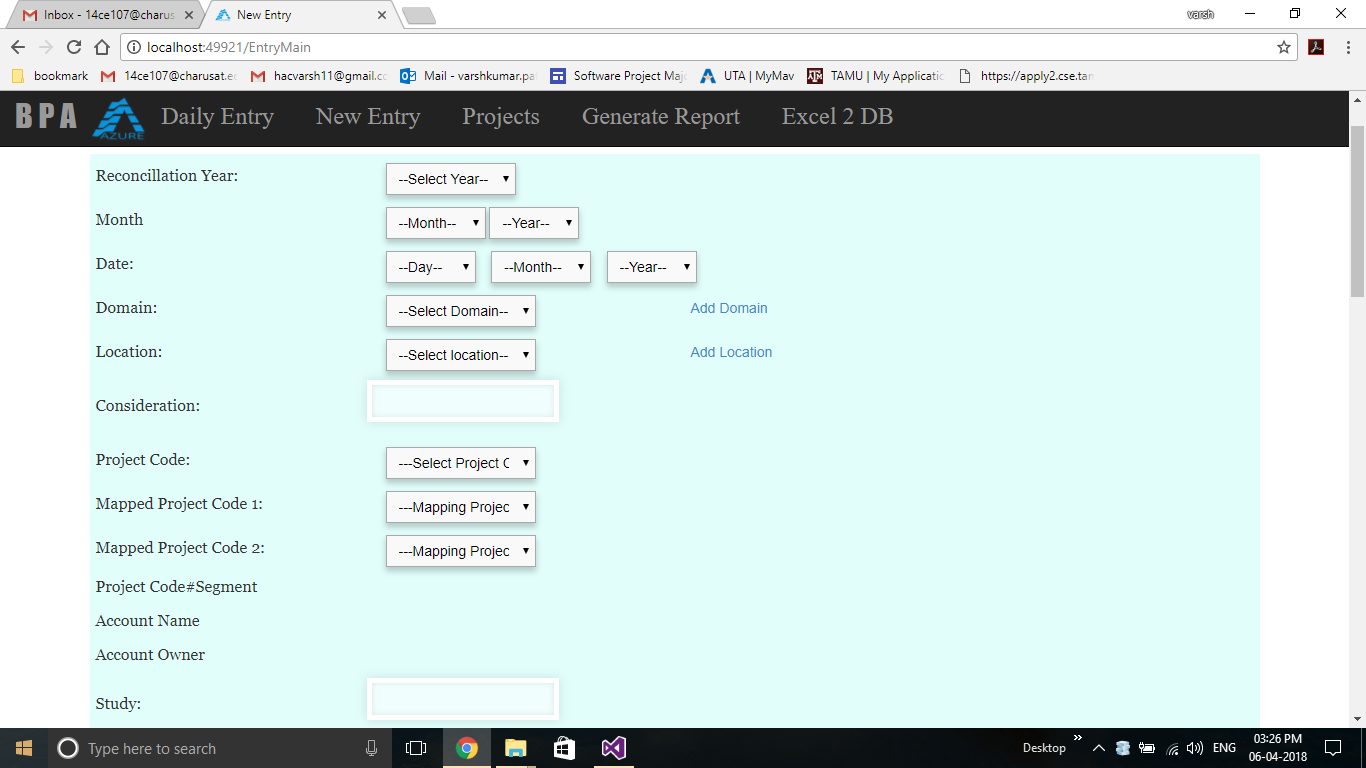 Inbox - 14ce107@charus
New Entry
varsh
localhost:49921/EntryMain
bookmark
14ce107@charusat.ec
hacvarsh11@gmail.cc
Mail - varshkumar.pa
Software Project Maj
UTA | MyMav
TAMU | My Applicatic
https://apply2.cse.tan
BPA AZURE Daily Entry New Entry Projects Generate Report Excel 2 DB
Reconcillation Year: --Select Year--
Month --Month-- --Year--
Date: --Day-- --Month-- --Year--
Domain: --Select Domain-- Add Domain
Location: --Select location-- Add Location
Consideration:
Project Code: ---Select Project C
Mapped Project Code 1: ---Mapping Projec
Mapped Project Code 2: ---Mapping Projec
Project Code#Segment
Account Name
Account Owner
Study:
Type here to search
Desktop
ENG
03:26 PM
06-04-2018